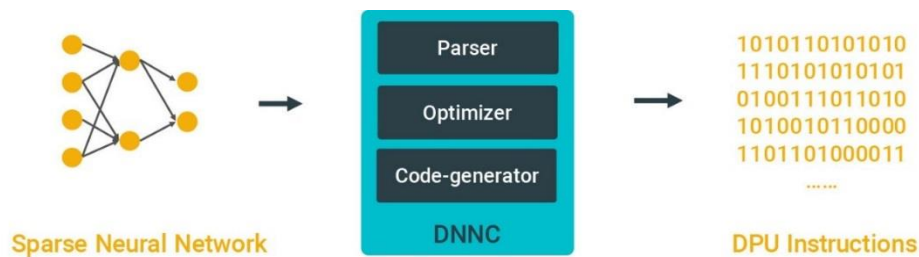 Parser
Optimizer
Code-generator
DNNC
1010110101010
1110101010101
0100111011010
1010010110000
1101101000011
......
Sparse Neural Network
DPU Instructions